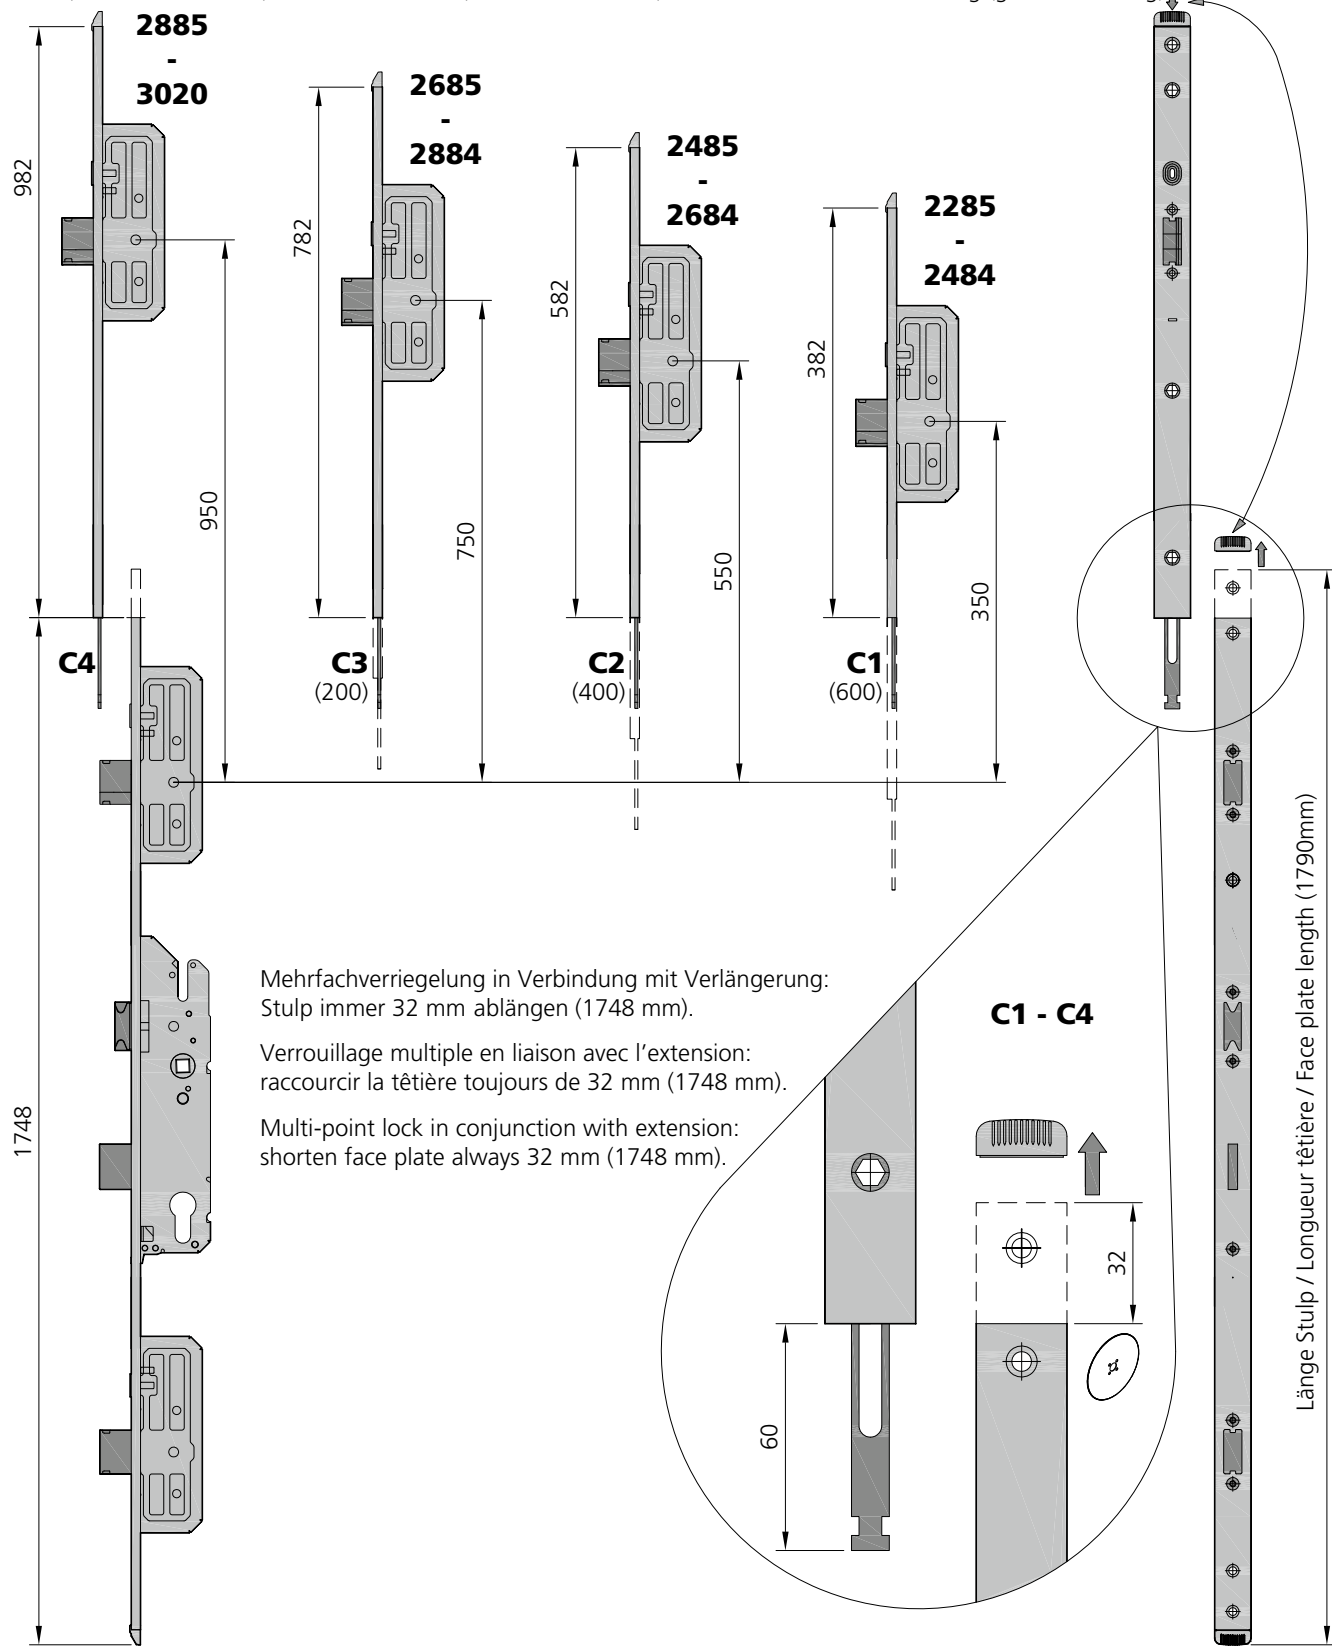 2885
-
3020
2685
-
2884
2485
-
2684
2285
-
2484
982
782
582
382
950
750
550
350
C4
C3
(200)
C2
(400)
C1
(600)
1748
Mehrfachverriegelung in Verbindung mit Verlängerung:
Stulp immer 32 mm ablängen (1748 mm).
Verrouillage multiple en liaison avec l’extension:
raccourcir la têtière toujours de 32 mm (1748 mm).
Multi-point lock in conjunction with extension:
shorten face plate always 32 mm (1748 mm).
C1 - C4
32
60
Länge Stulp / Longueur têtière / Face plate length (1790mm)